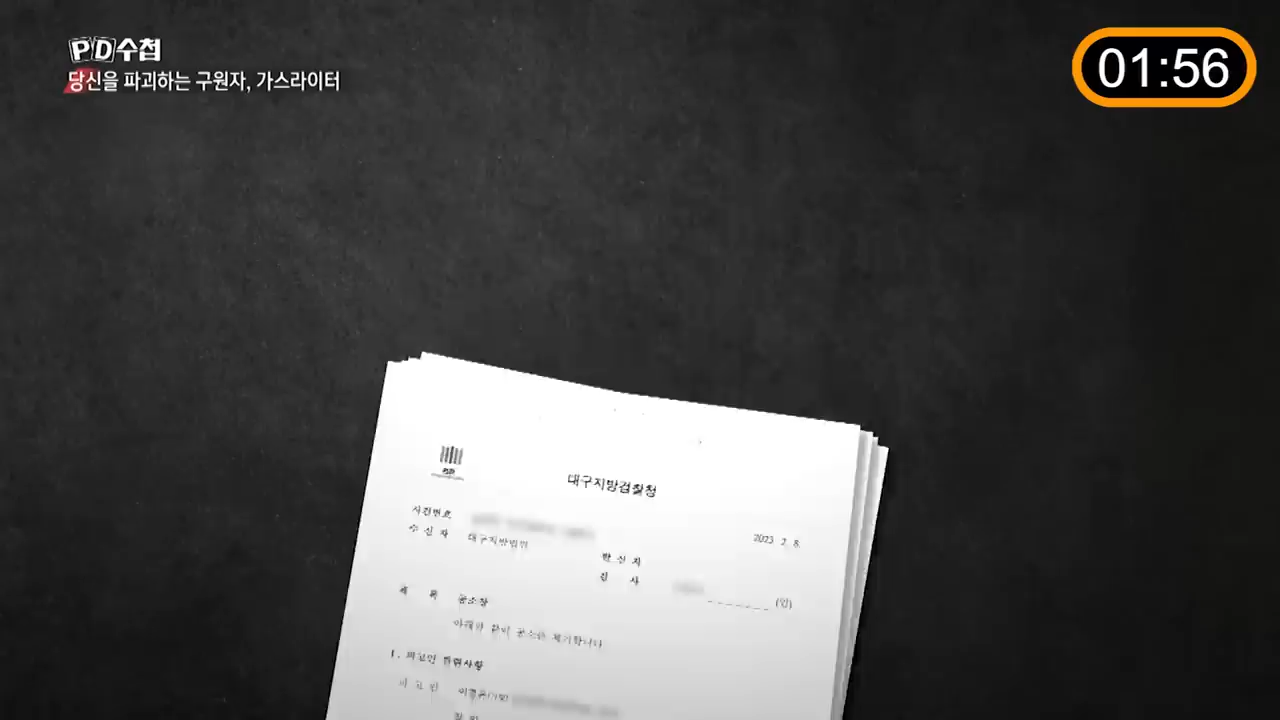 PD수첩
당신을 파괴하는 구원자, 가스라이터
01:56
대구지방검찰청
사건번호
2023. 2. 8.
수 신 자 대구지방법원
발 신 자
검 사 (인)
제 목 공소장
아래와 같이 공소를 제기합니다
1. 피고인 관련사항
피 고 인